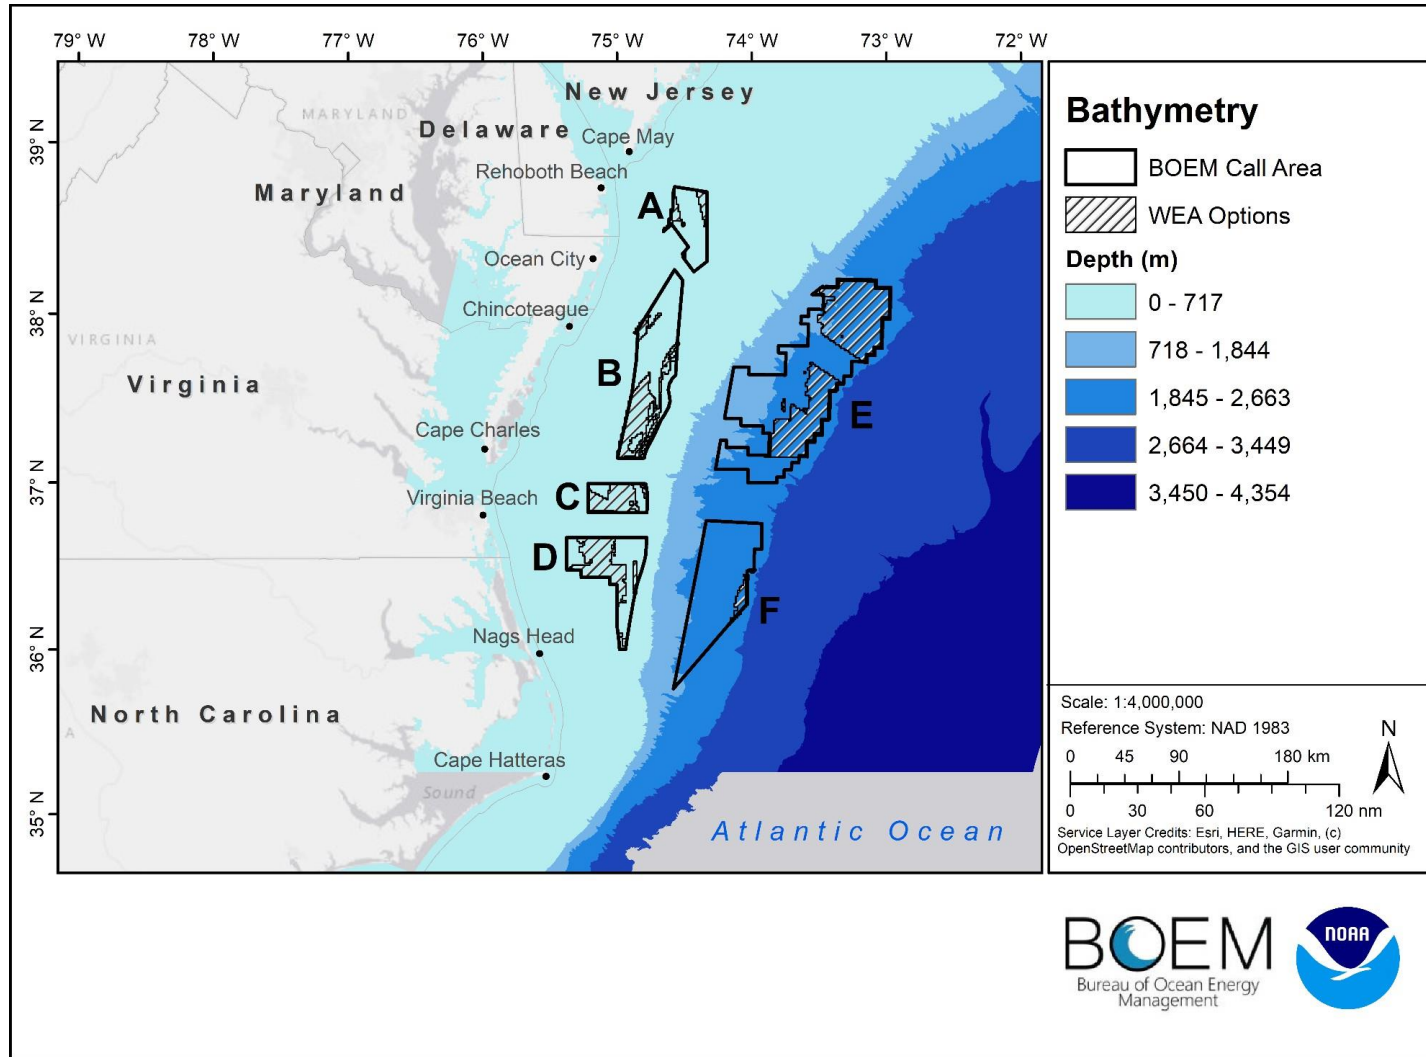 79° W 78° W 77° W 76° W 75° W 74° W 73° W 72° W
39° N
38° N
37° N
36° N
35° N
New Jersey
MARYLAND
Delaware
Cape May
Rehoboth Beach
Maryland
A
Ocean City
Chincoteague
VIRGINIA
Virginia
B
E
Cape Charles
Virginia Beach
C
D
F
Nags Head
North Carolina
A
Cape Hatteras
Sound
Atlantic Ocean
Bathymetry
BOEM Call Area
WEA Options
Depth (m)
0 - 717
718 - 1,844
1,845 - 2,663
2,664 - 3,449
3,450 - 4,354
Scale: 1:4,000,000
Reference System: NAD 1983
N
0 45 90 180 km
0 30 60 120 nm
Service Layer Credits: Esri, HERE, Garmin, (c)
OpenStreetMap contributors, and the GIS user community
BOEM
Bureau of Ocean Energy
Management
NOAA